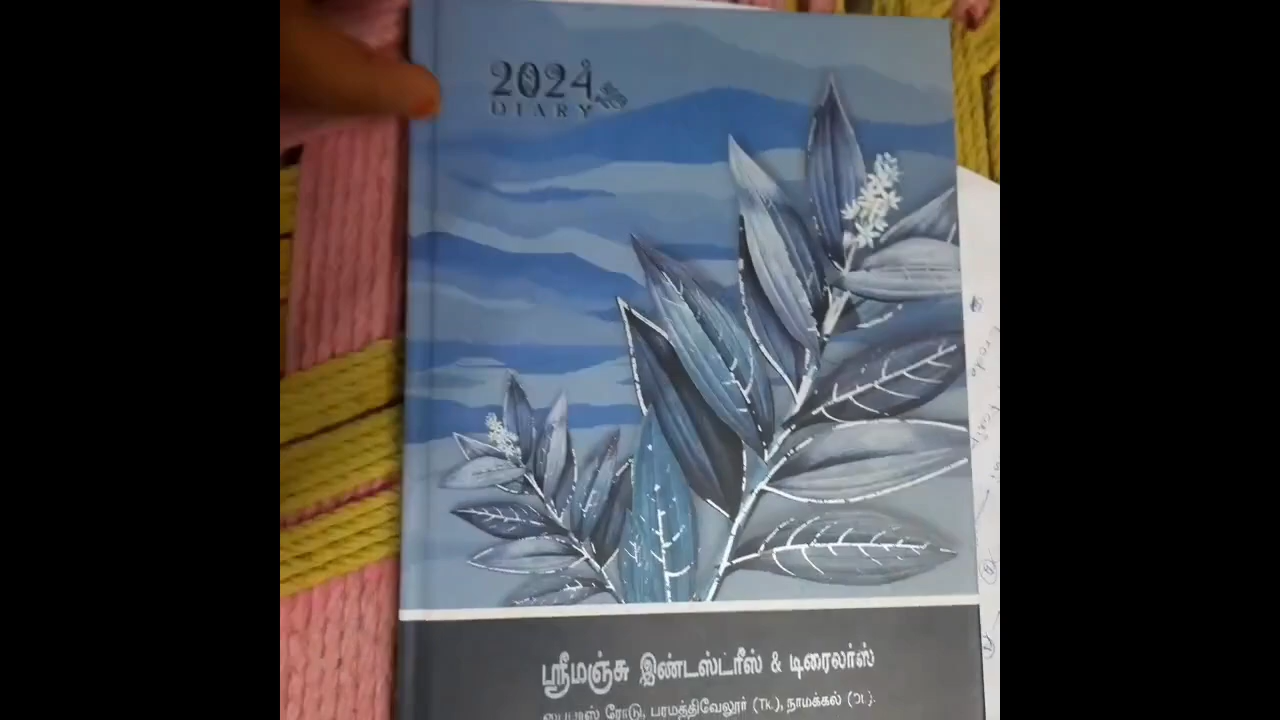 2024
DIARY
ஸ்ரீமஞ்சு இண்டஸ்ட்ரீஸ் & டிரைலர்ஸ்
ரோடு, பரமத்திவேலூர் (Tk.), நாமக்கல் (Dt.).